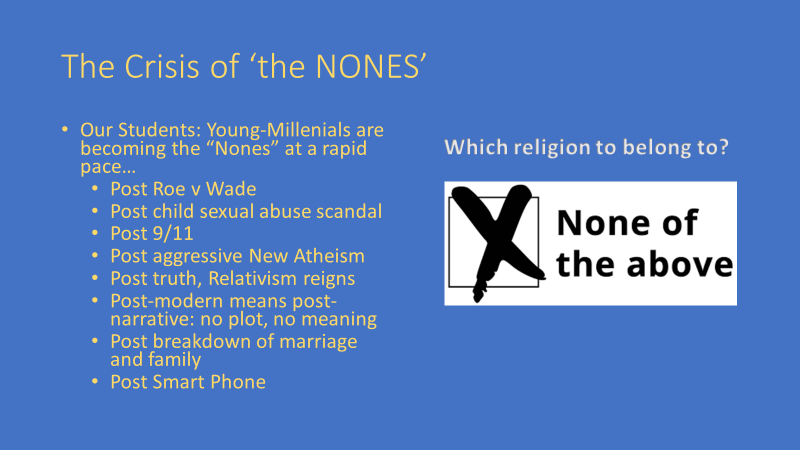 The Crisis of ‘the NONES’
• Our Students: Young-Millenials are
becoming the “Nones” at a rapid
pace…
• Post Roe v Wade
• Post child sexual abuse scandal
• Post 9/11
• Post aggressive New Atheism
• Post truth, Relativism reigns
• Post-modern means post-
narrative: no plot, no meaning
• Post breakdown of marriage
and family
• Post Smart Phone
Which religion to belong to?
None of
the above